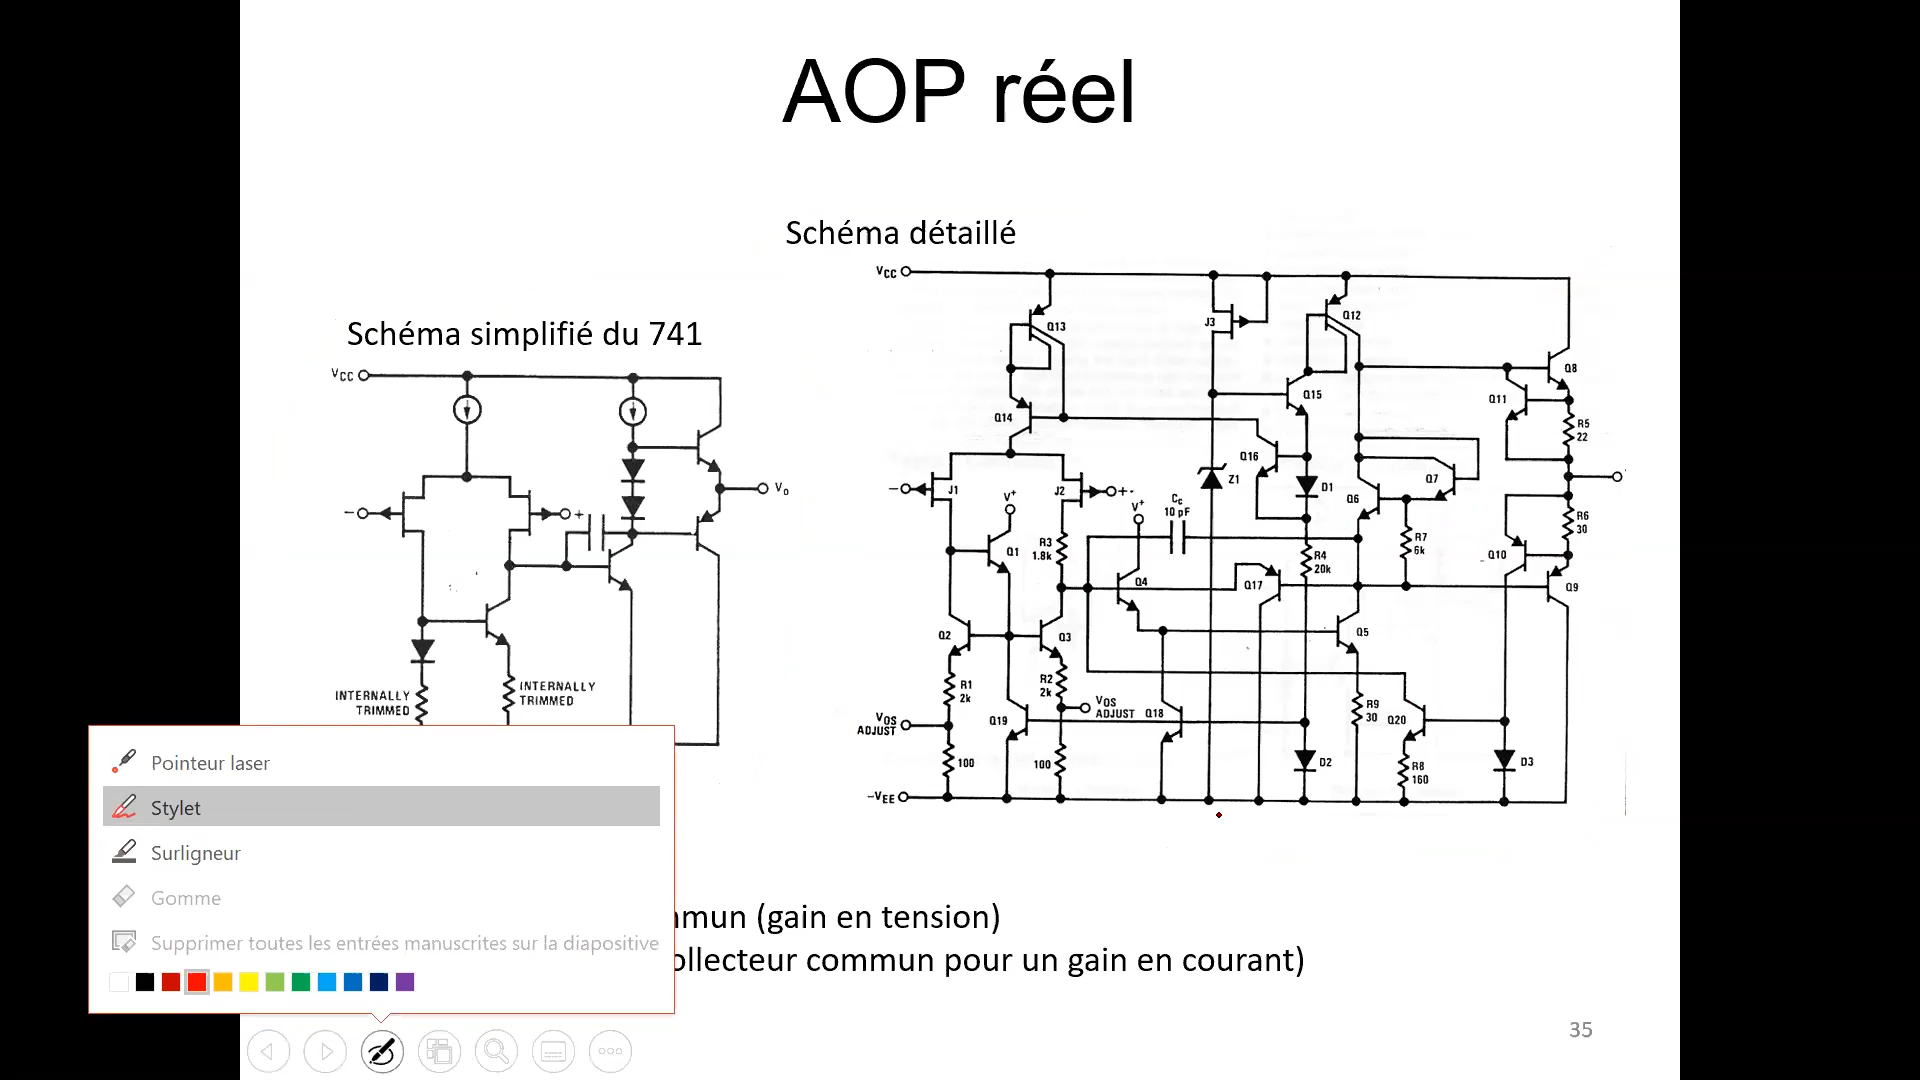 AOP réel
Schéma détaillé
Schéma simplifié du 741
VCC
− +
Vo
INTERNALLY
TRIMMED
INTERNALLY
TRIMMED
VCC
Q13
J3
Q12
Q8
Q11
Q15
Q14
R5
22
Q16
Q7
− J1
J2 +
Z1
D1
Q6
V+
V+
Cc
10 pF
R6
30
Q1
R3
1.8k
R7
6k
Q10
R4
20k
Q4
Q17
Q9
Q2
Q3
Q5
R1
2k
R2
2k
VOS
ADJUST
VOS
ADJUST
Q18
Q19
R9
30
Q20
100
100
D2
R8
160
D3
−VEE
Pointeur laser
Stylet
Surligneur
Gomme
Supprimer toutes les entrées manuscrites sur la diapositive
mmun (gain en tension)
ollecteur commun pour un gain en courant)
35